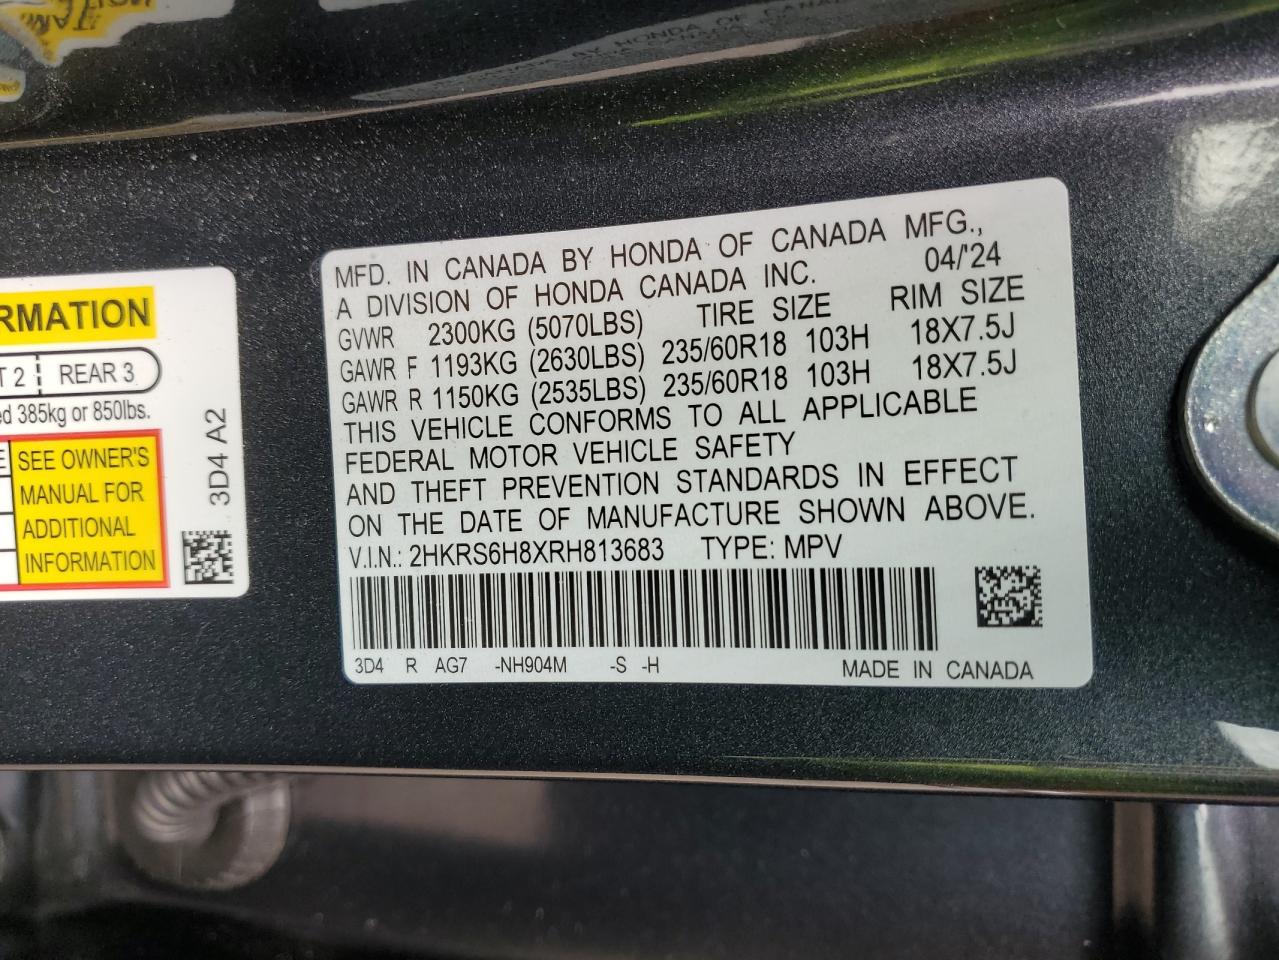 MFD. IN CANADA BY HONDA OF CANADA MFG.,
A DIVISION OF HONDA CANADA INC. 04/'24
GVWR 2300KG (5070LBS) TIRE SIZE RIM SIZE
GAWR F 1193KG (2630LBS) 235/60R18 103H 18X7.5J
GAWR R 1150KG (2535LBS) 235/60R18 103H 18X7.5J
THIS VEHICLE CONFORMS TO ALL APPLICABLE
FEDERAL MOTOR VEHICLE SAFETY
AND THEFT PREVENTION STANDARDS IN EFFECT
ON THE DATE OF MANUFACTURE SHOWN ABOVE.
V.I.N.: 2HKRS6H8XRH813683 TYPE: MPV
3D4 R AG7 -NH904M -S -H MADE IN CANADA
RMATION
T 2 REAR 3
ed 385kg or 850lbs.
SEE OWNER'S
MANUAL FOR
ADDITIONAL
INFORMATION
3D4 A2